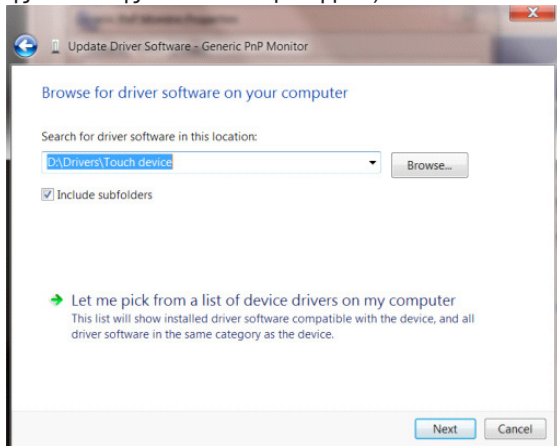 Update Driver Software - Generic PnP Monitor
Browse for driver software on your computer
Search for driver software in this location:
D:\Drivers\Touch device
Browse...
Include subfolders
Let me pick from a list of device drivers on my computer
This list will show installed driver software compatible with the device, and all
driver software in the same category as the device.
Next Cancel